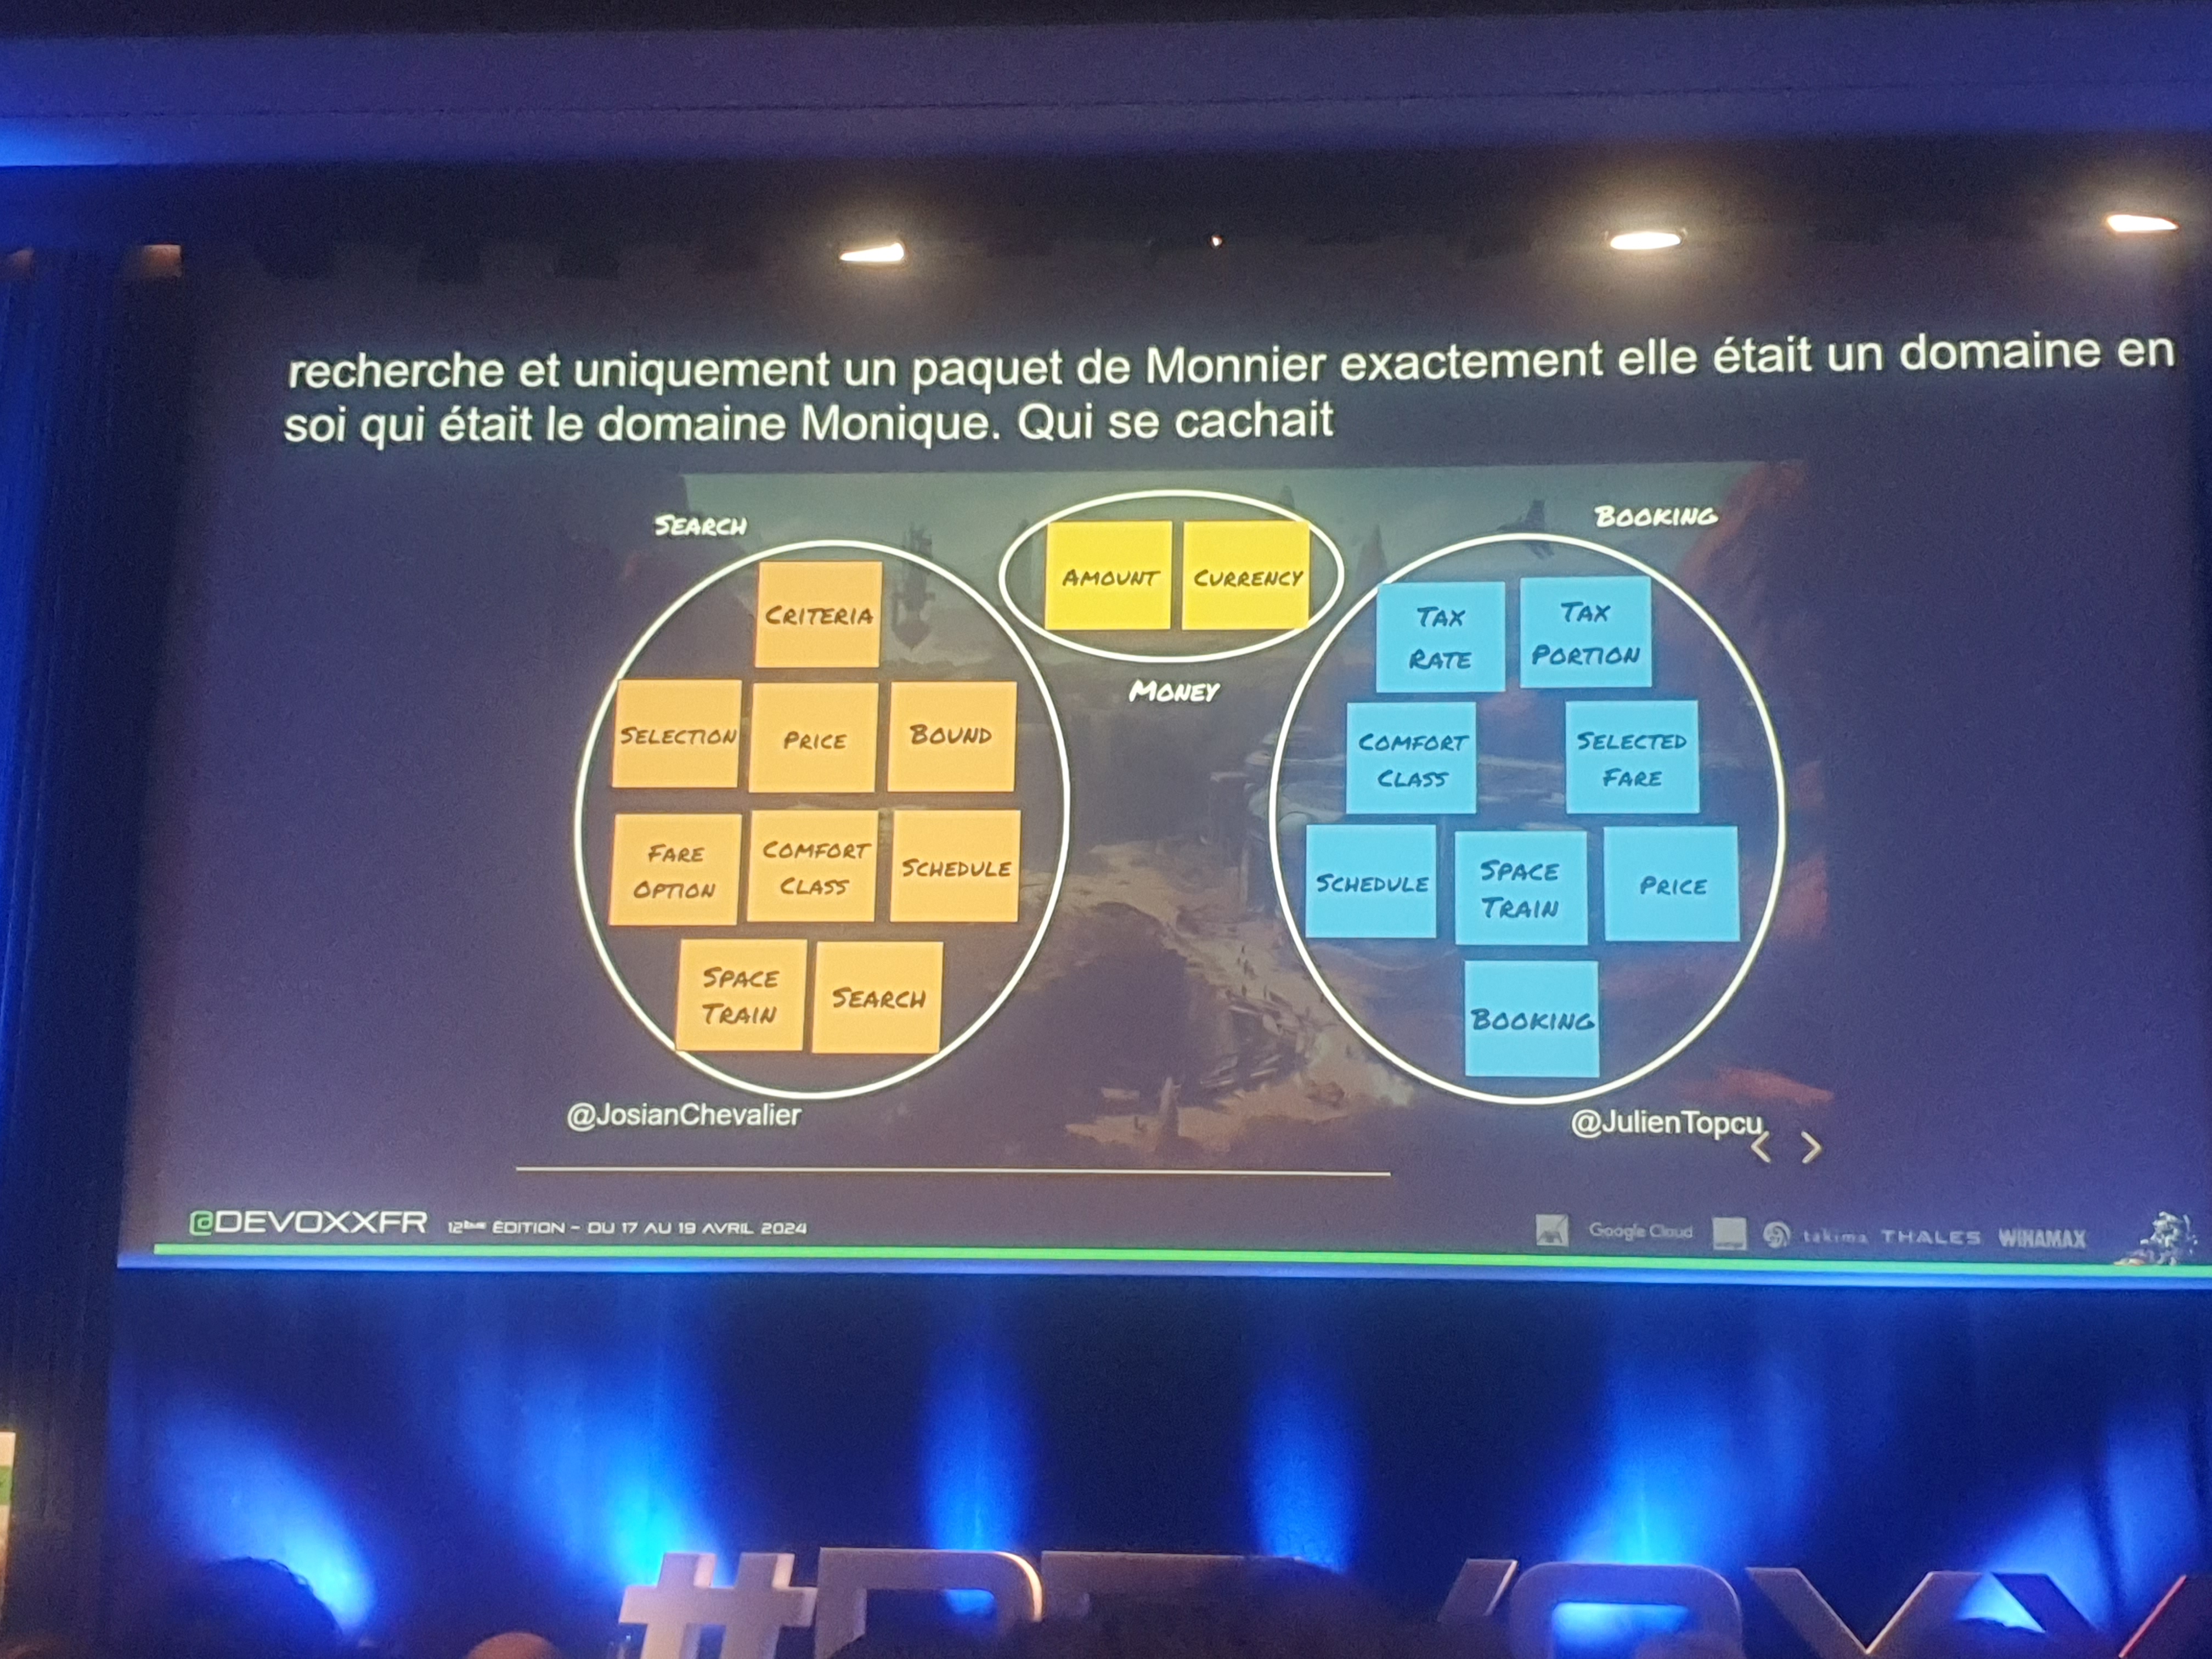 recherche et uniquement un paquet de Monnier exactement elle était un domaine en
soi qui était le domaine Monique. Qui se cachait
SEARCH
CRITERIA
SELECTION
PRICE
BOUND
FARE
OPTION
COMFORT
CLASS
SCHEDULE
SPACE
TRAIN
SEARCH
AMOUNT
CURRENCY
MONEY
BOOKING
TAX
RATE
TAX
PORTION
COMFORT
CLASS
SELECTED
FARE
SCHEDULE
SPACE
TRAIN
PRICE
BOOKING
@JosianChevalier
@JulienTopcu
< >
@DEVOXXFR
12ème ÉDITION - DU 17 AU 19 AVRIL 2024
Google Cloud
takima
THALES
WINAMAX